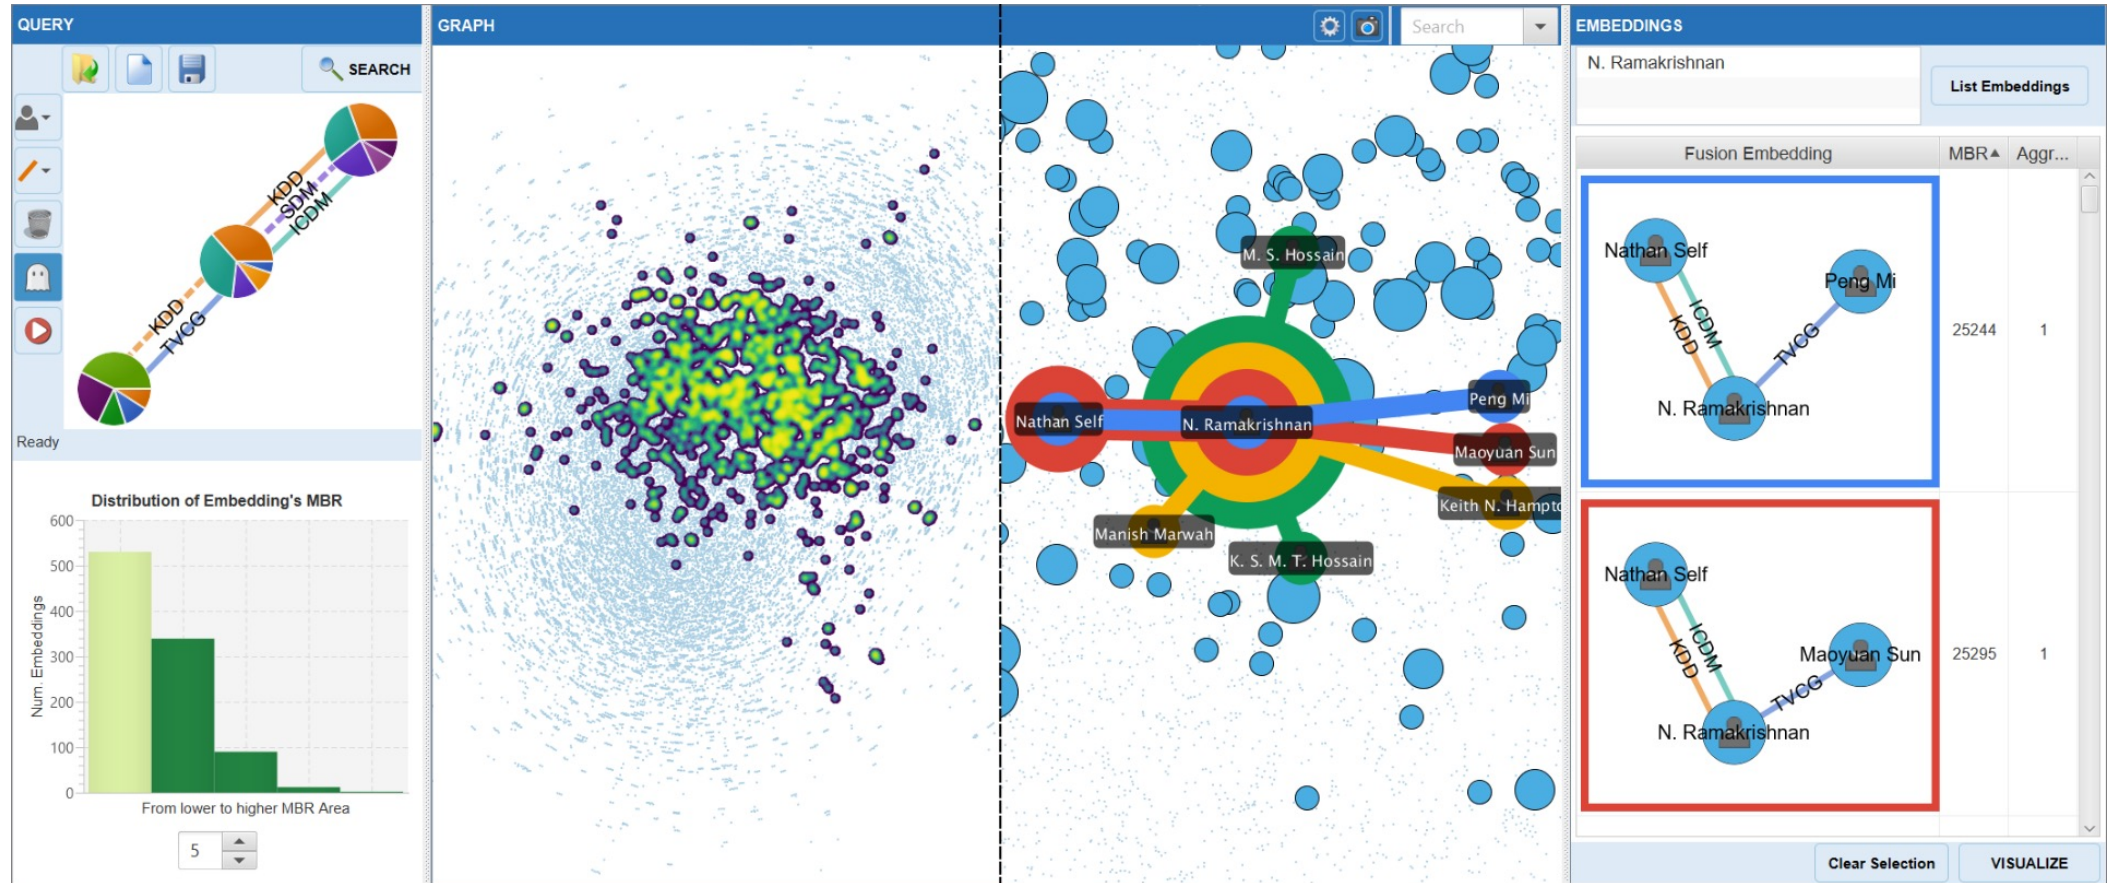 QUERY
SEARCH
KDD
SDM
ICDM
KDD
TVCG
Ready
Distribution of Embedding's MBR
Num. Embeddings
600
500
400
300
200
100
0
From lower to higher MBR Area
5
GRAPH
Search
M. S. Hossain
Peng Mi
Nathan Self
N. Ramakrishnan
Maoyuan Sun
Keith N. Hampto
Manish Marwah
K. S. M. T. Hossain
EMBEDDINGS
N. Ramakrishnan
List Embeddings
Fusion Embedding MBR Aggr...
Nathan Self
Peng Mi
ICDM
KDD
TVCG
25244 1
N. Ramakrishnan
Nathan Self
ICDM
KDD
Maoyuan Sun
25295 1
TVCG
N. Ramakrishnan
Clear Selection VISUALIZE